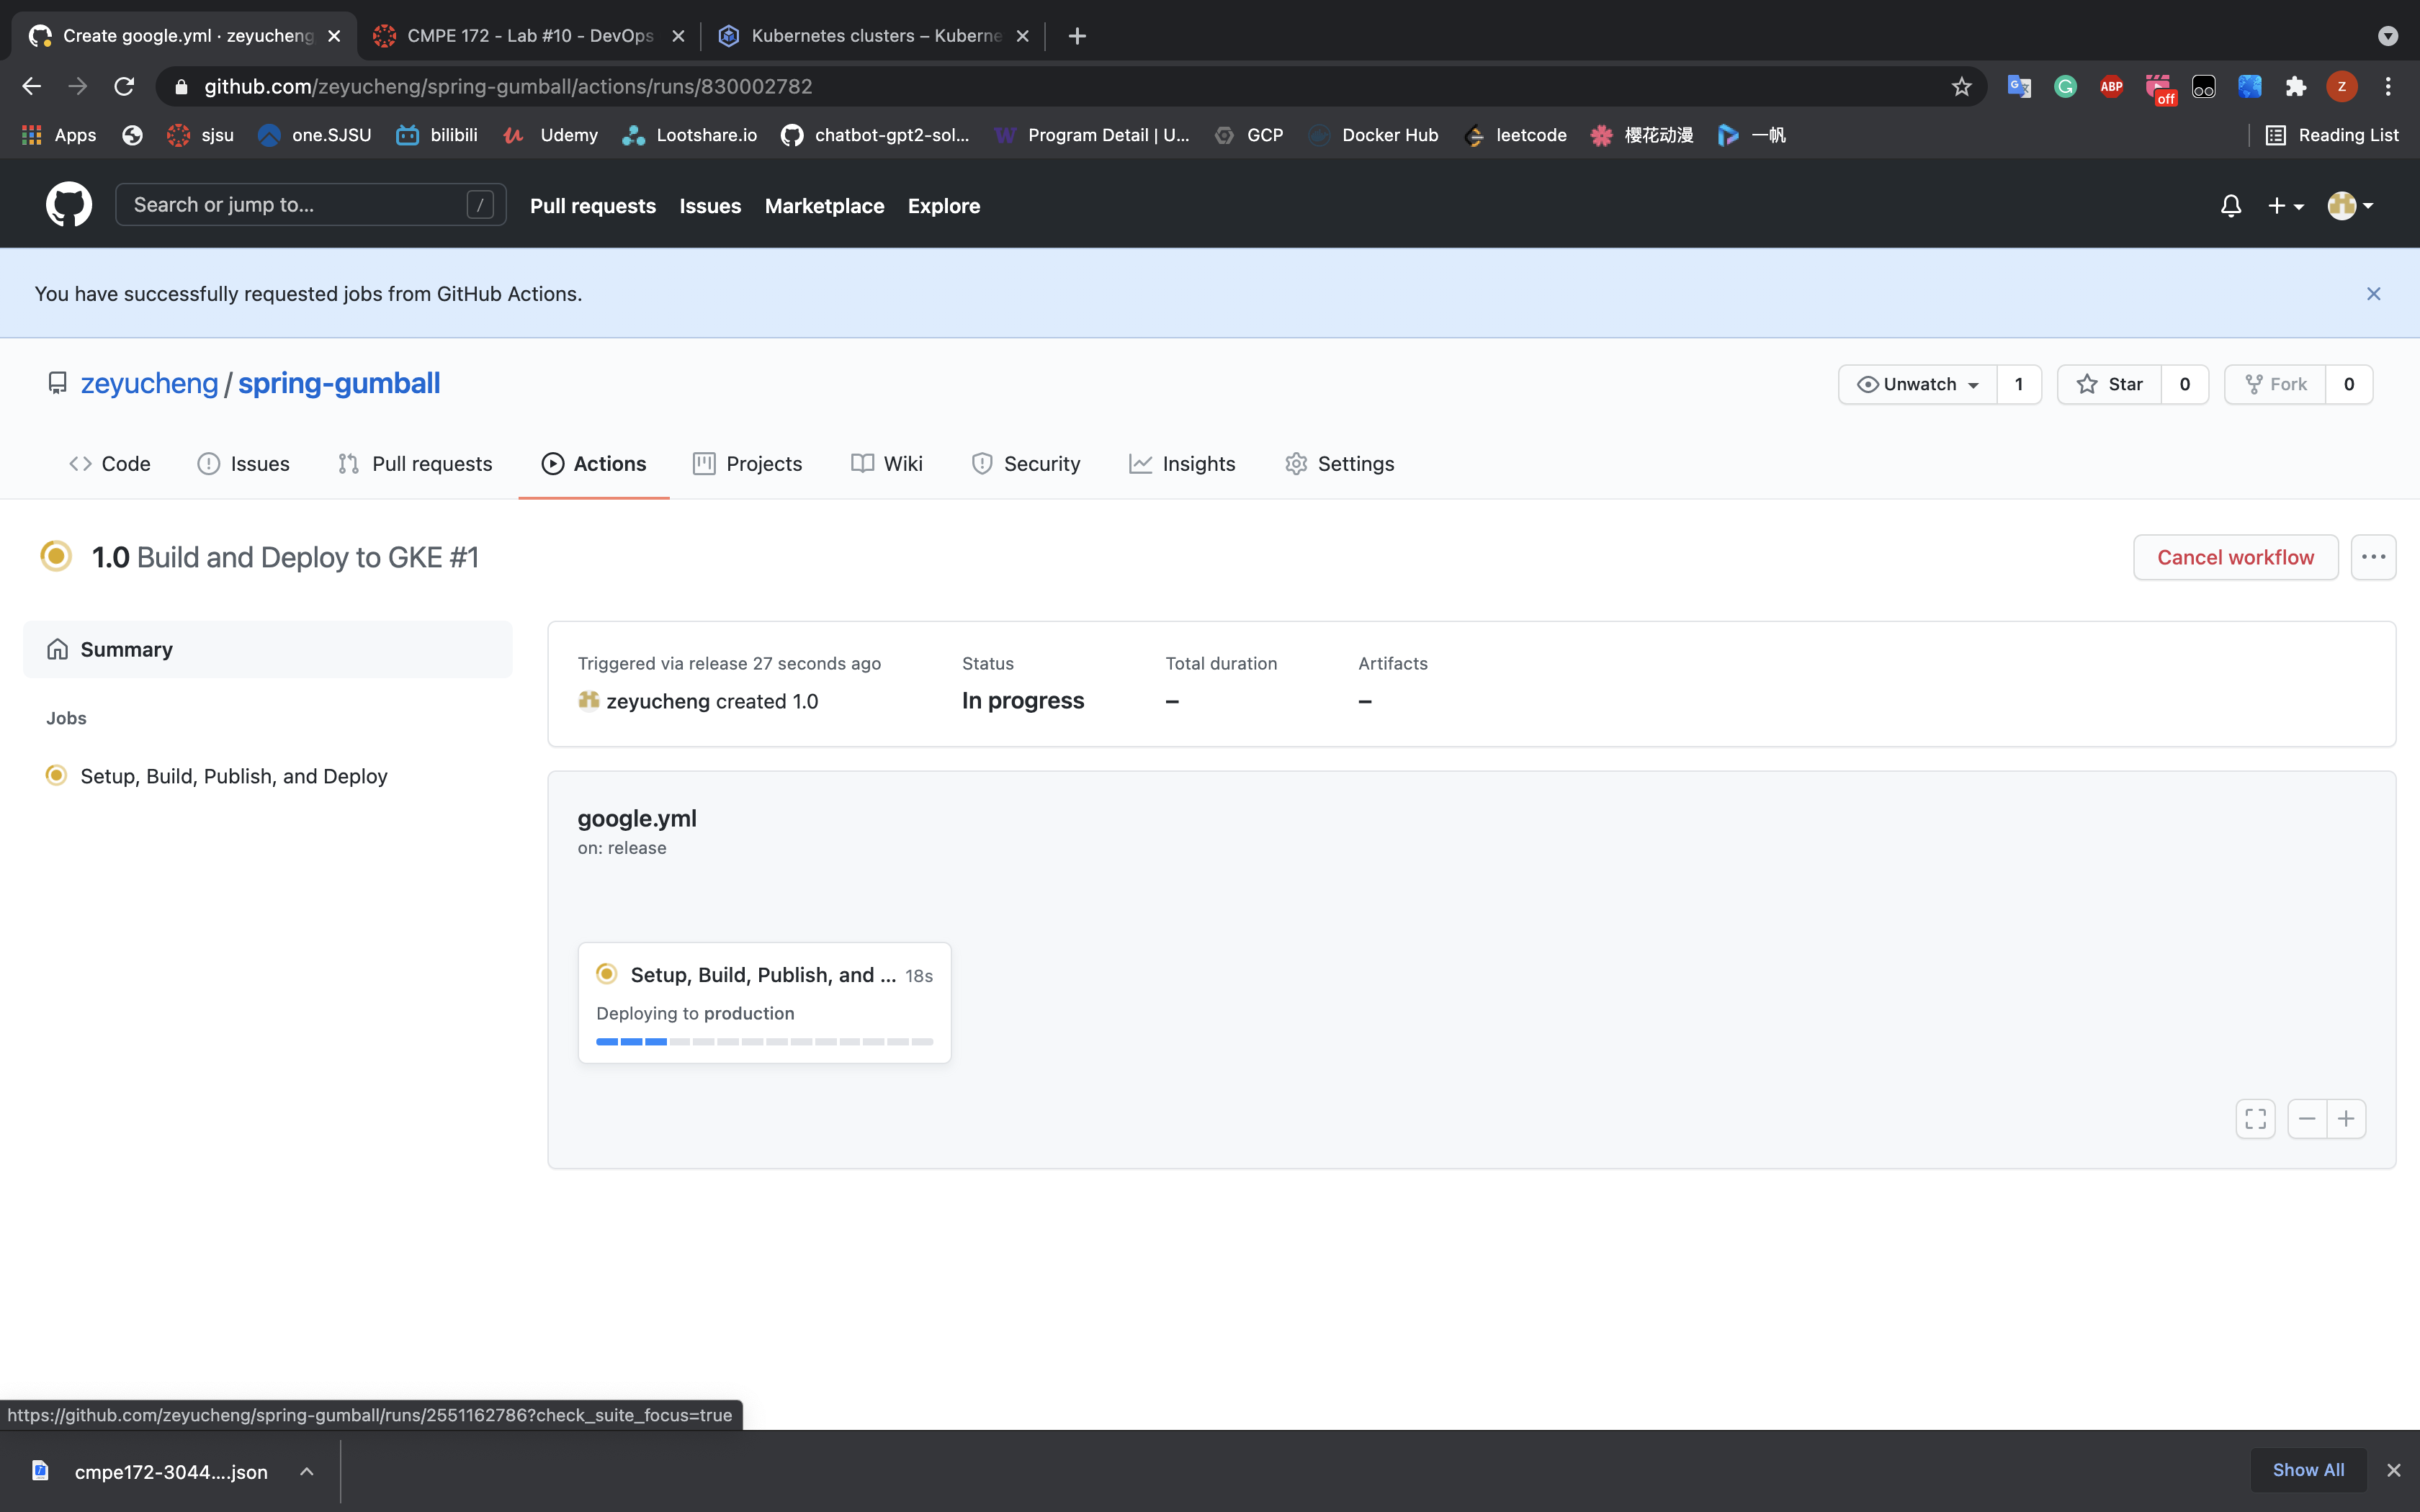 Create google.yml · zeyucheng
CMPE 172 - Lab #10 - DevOps
Kubernetes clusters – Kuberne
github.com/zeyucheng/spring-gumball/actions/runs/830002782
ABP
off
Z
Apps
sjsu
one.SJSU
bilibili
Udemy
Lootshare.io
chatbot-gpt2-sol...
Program Detail | U...
GCP
Docker Hub
leetcode
樱花动漫
一帆
Reading List
Search or jump to...
/
Pull requests
Issues
Marketplace
Explore
You have successfully requested jobs from GitHub Actions.
zeyucheng / spring-gumball
Unwatch
1
Star
0
Fork
0
Code
Issues
Pull requests
Actions
Projects
Wiki
Security
Insights
Settings
1.0 Build and Deploy to GKE #1
Cancel workflow
Summary
Jobs
Setup, Build, Publish, and Deploy
Triggered via release 27 seconds ago
zeyucheng created 1.0
Status
In progress
Total duration
–
Artifacts
–
google.yml
on: release
Setup, Build, Publish, and ... 18s
Deploying to production
https://github.com/zeyucheng/spring-gumball/runs/2551162786?check_suite_focus=true
cmpe172-3044....json
Show All